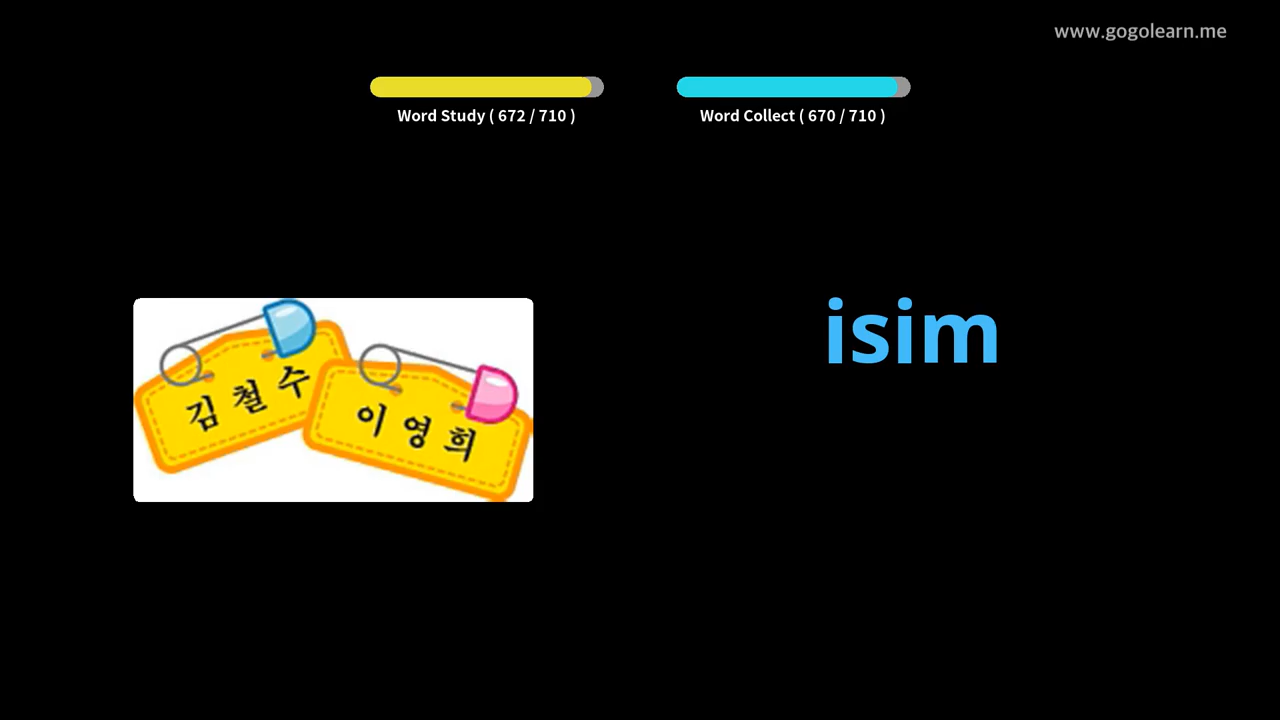 www.gogolearn.me
Word Study ( 672 / 710 )
Word Collect ( 670 / 710 )
김철수
이영희
isim